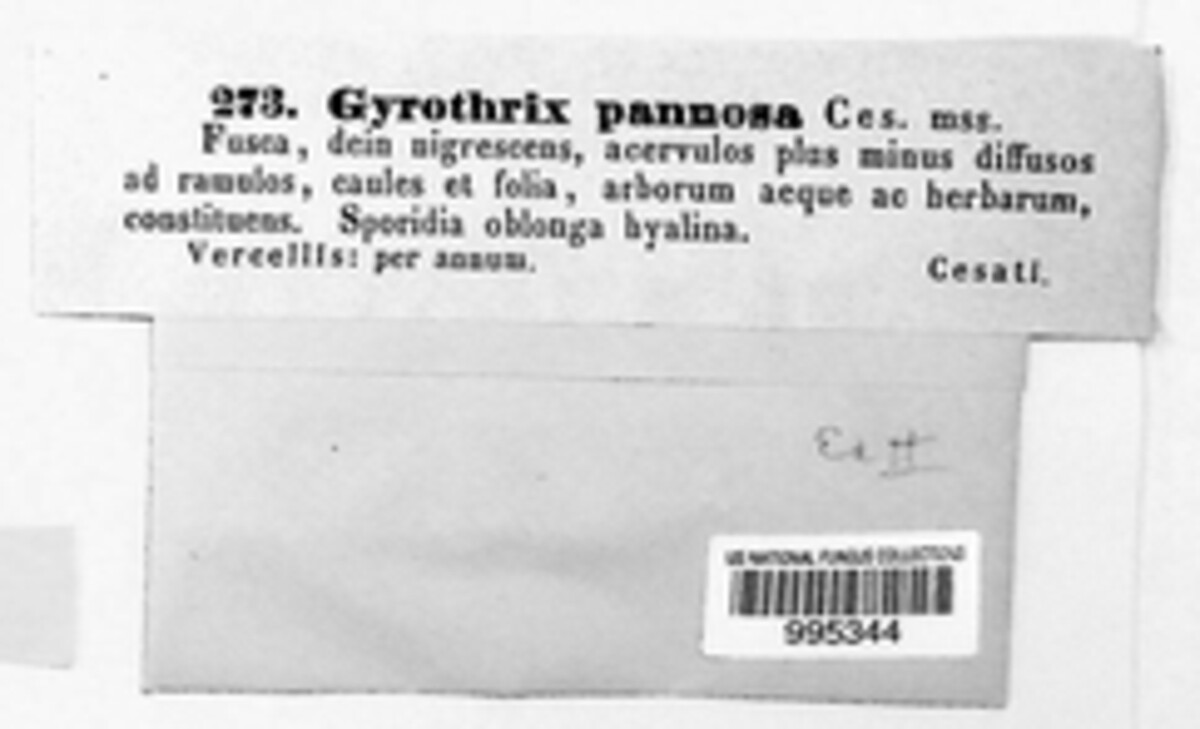 273. Gyrothrix pannosa Ces. mss.
Fusca, dein nigrescens, acervulos plus minus diffusos
ad ramulos, caules et folia, arborum aeque ac herbarum,
constituens. Sporidia oblonga hyalina.
Vercellis: per annum. Cesati.
US NATIONAL FUNGUS COLLECTIONS
995344